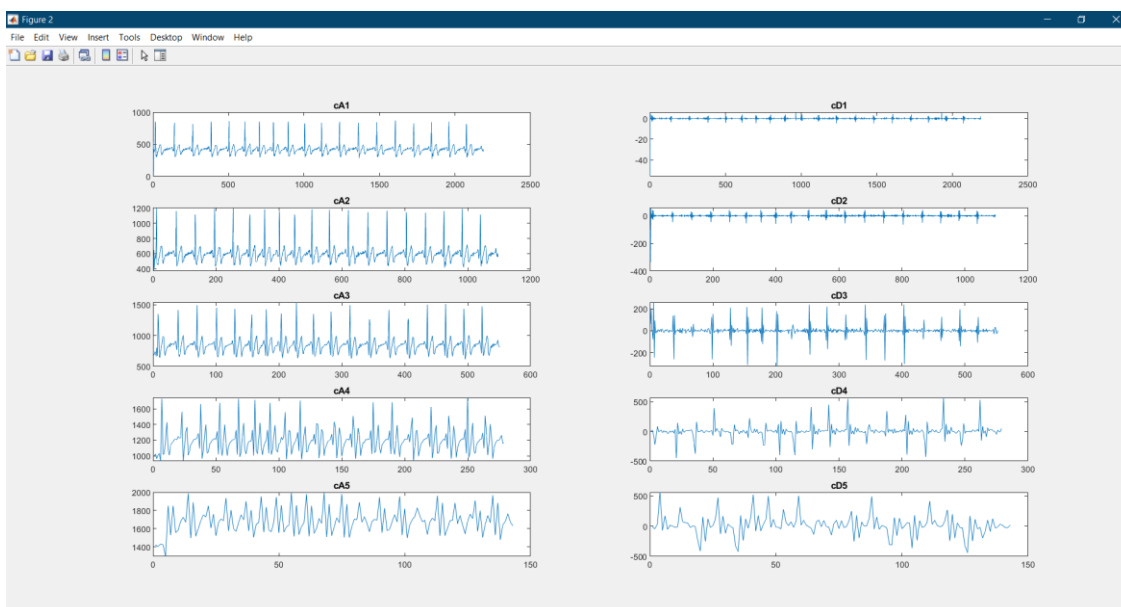 Figure 2
File Edit View Insert Tools Desktop Window Help
cA1
1000
500
0
0 500 1000 1500 2000 2500
cD1
0
-20
-40
0 500 1000 1500 2000 2500
cA2
1200
1000
800
600
400
0 200 400 600 800 1000 1200
cD2
0
-200
-400
0 200 400 600 800 1000 1200
cA3
1500
1000
500
0 100 200 300 400 500 600
cD3
200
0
-200
0 100 200 300 400 500 600
cA4
1600
1400
1200
1000
0 50 100 150 200 250 300
cD4
500
0
-500
0 50 100 150 200 250 300
cA5
2000
1800
1600
1400
0 50 100 150
cD5
500
0
-500
0 50 100 150